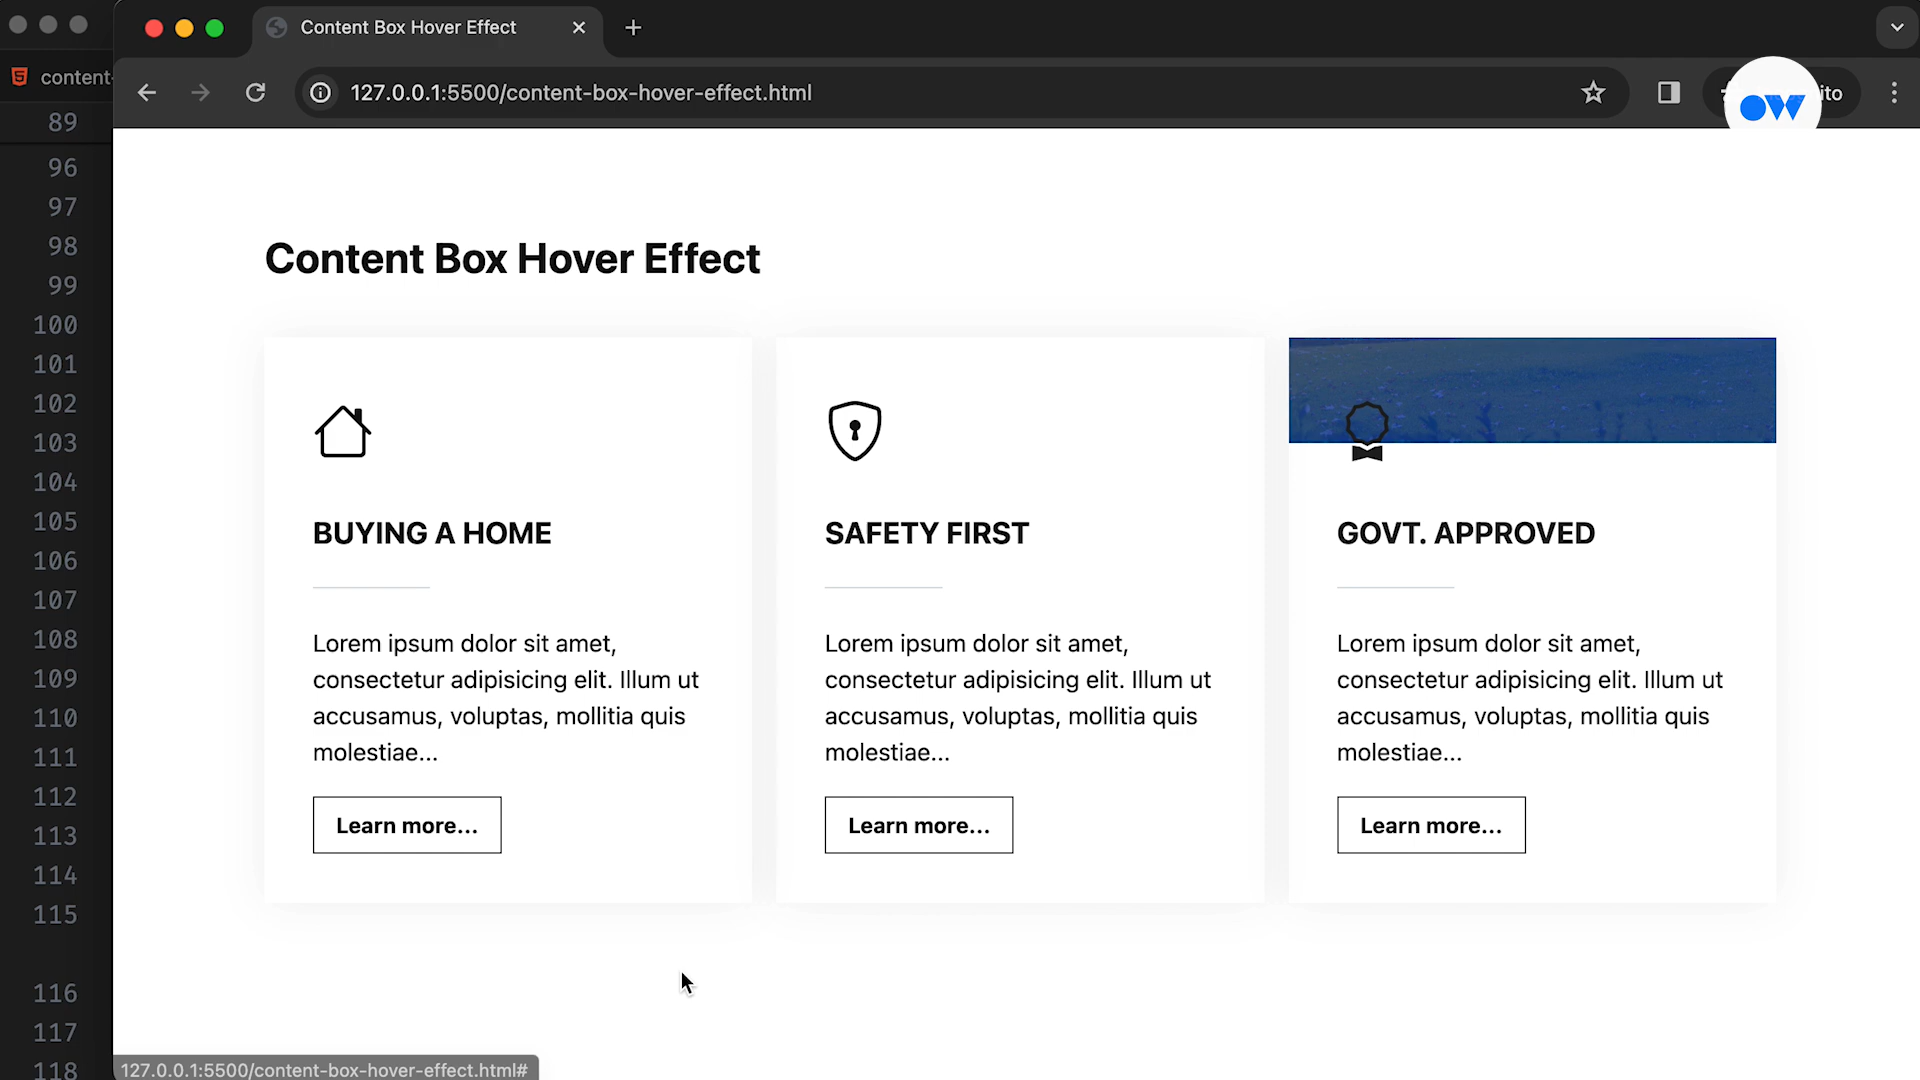 Content Box Hover Effect
content-
127.0.0.1:5500/content-box-hover-effect.html
ito
OW
89
96
97
98
99
100
101
102
103
104
105
106
107
108
109
110
111
112
113
114
115
116
117
118
Content Box Hover Effect
BUYING A HOME
Lorem ipsum dolor sit amet,
consectetur adipisicing elit. Illum ut
accusamus, voluptas, mollitia quis
molestiae...
Learn more...
SAFETY FIRST
Lorem ipsum dolor sit amet,
consectetur adipisicing elit. Illum ut
accusamus, voluptas, mollitia quis
molestiae...
Learn more...
GOVT. APPROVED
Lorem ipsum dolor sit amet,
consectetur adipisicing elit. Illum ut
accusamus, voluptas, mollitia quis
molestiae...
Learn more...
127.0.0.1:5500/content-box-hover-effect.html#